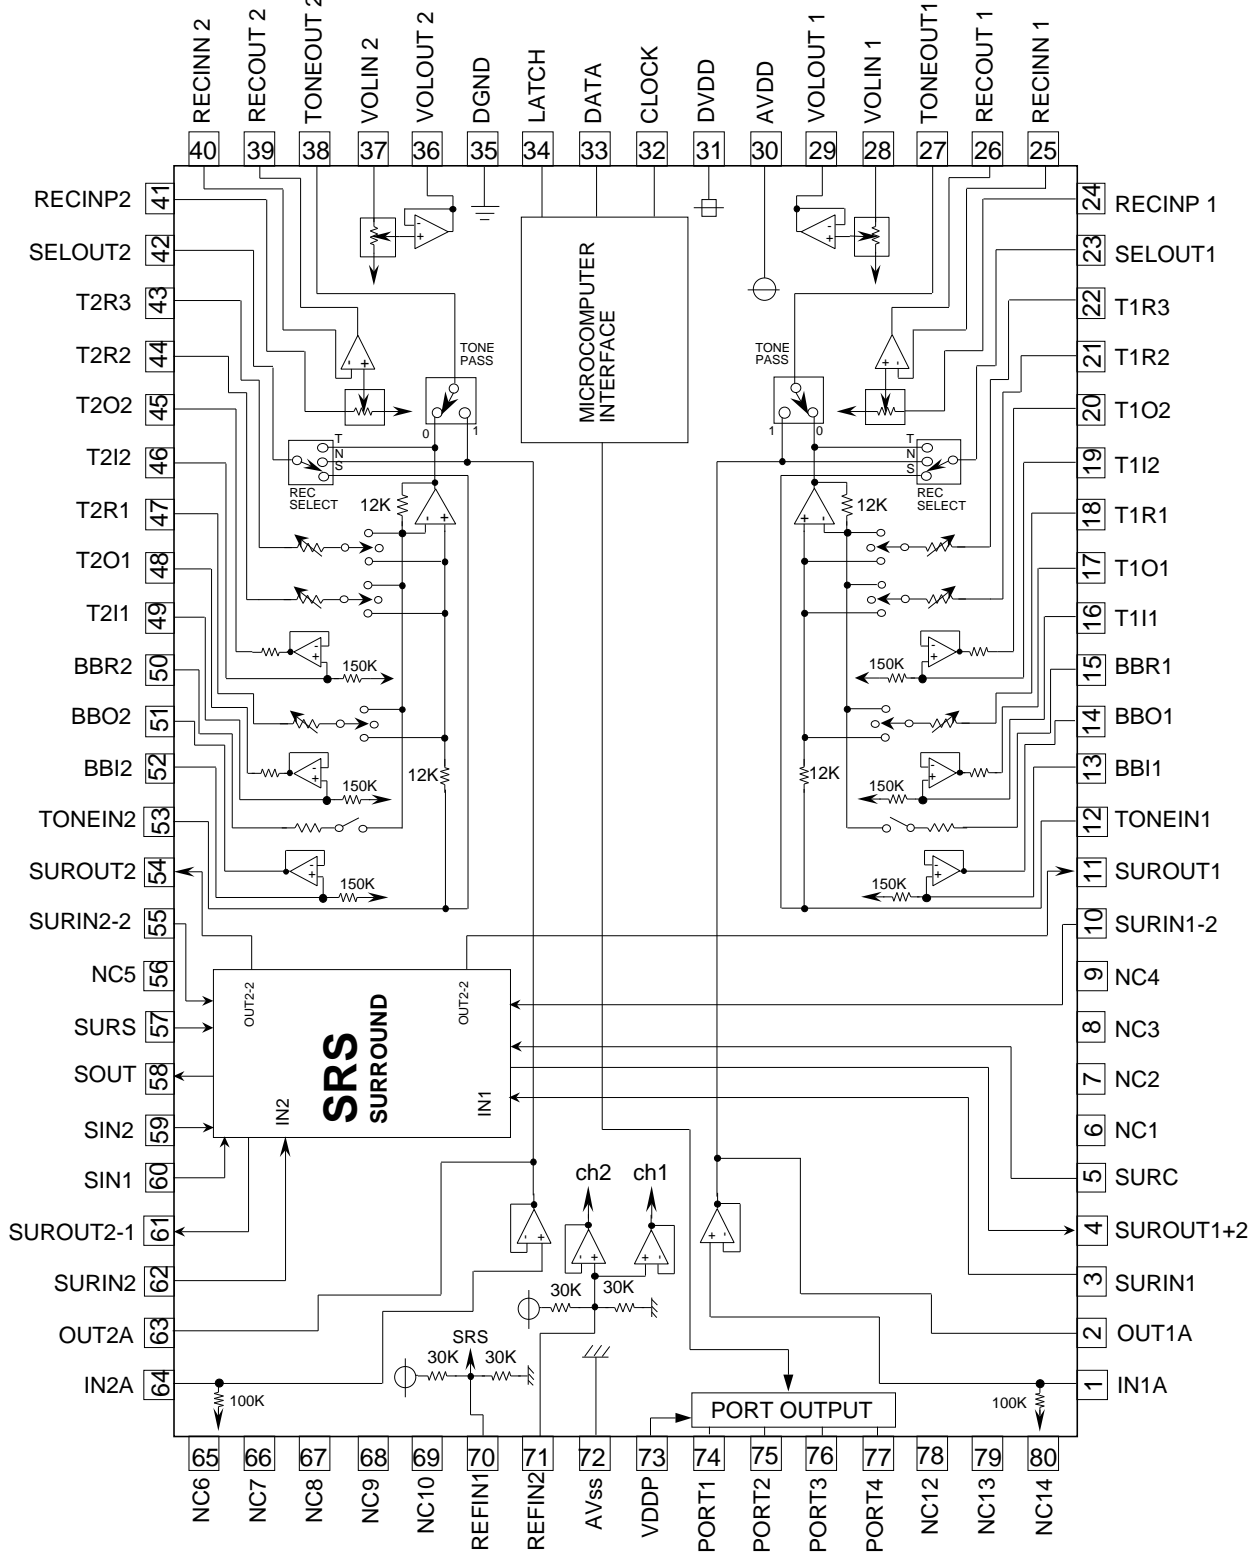 RECINN 2
RECOUT 2
TONEOUT 2
VOLIN 2
VOLOUT 2
DGND
LATCH
DATA
CLOCK
DVDD
AVDD
VOLOUT 1
VOLIN 1
TONEOUT1
RECOUT 1
RECINN 1
40
39
38
37
36
35
34
33
32
31
30
29
28
27
26
25
RECINP2
41
SELOUT2
42
T2R3
43
T2R2
44
T2O2
45
T2I2
46
T2R1
47
T2O1
48
T2I1
49
BBR2
50
BBO2
51
BBI2
52
TONEIN2
53
SUROUT2
54
SURIN2-2
55
NC5
56
SURS
57
SOUT
58
SIN2
59
SIN1
60
SUROUT2-1
61
SURIN2
62
OUT2A
63
IN2A
64
24
RECINP 1
23
SELOUT1
22
T1R3
21
T1R2
20
T1O2
19
T1I2
18
T1R1
17
T1O1
16
T1I1
15
BBR1
14
BBO1
13
BBI1
12
TONEIN1
11
SUROUT1
10
SURIN1-2
9
NC4
8
NC3
7
NC2
6
NC1
5
SURC
4
SUROUT1+2
3
SURIN1
2
OUT1A
1
IN1A
MICROCOMPUTER
INTERFACE
- +
- +
- +
TONE
PASS
0
1
T
N
S
REC
SELECT
12K
- +
- +
150K
- +
150K
12K
- +
150K
- +
- +
TONE
PASS
1
0
T
N
S
REC
SELECT
12K
+ -
- +
150K
- +
150K
12K
- +
150K
OUT2-2
OUT2-2
SRS
SURROUND
IN2
IN1
ch2
ch1
- +
- +
+ -
+ -
30K
30K
SRS
30K
30K
100K
100K
PORT OUTPUT
65
66
67
68
69
70
71
72
73
74
75
76
77
78
79
80
NC6
NC7
NC8
NC9
NC10
REFIN1
REFIN2
AVss
VDDP
PORT1
PORT2
PORT3
PORT4
NC12
NC13
NC14